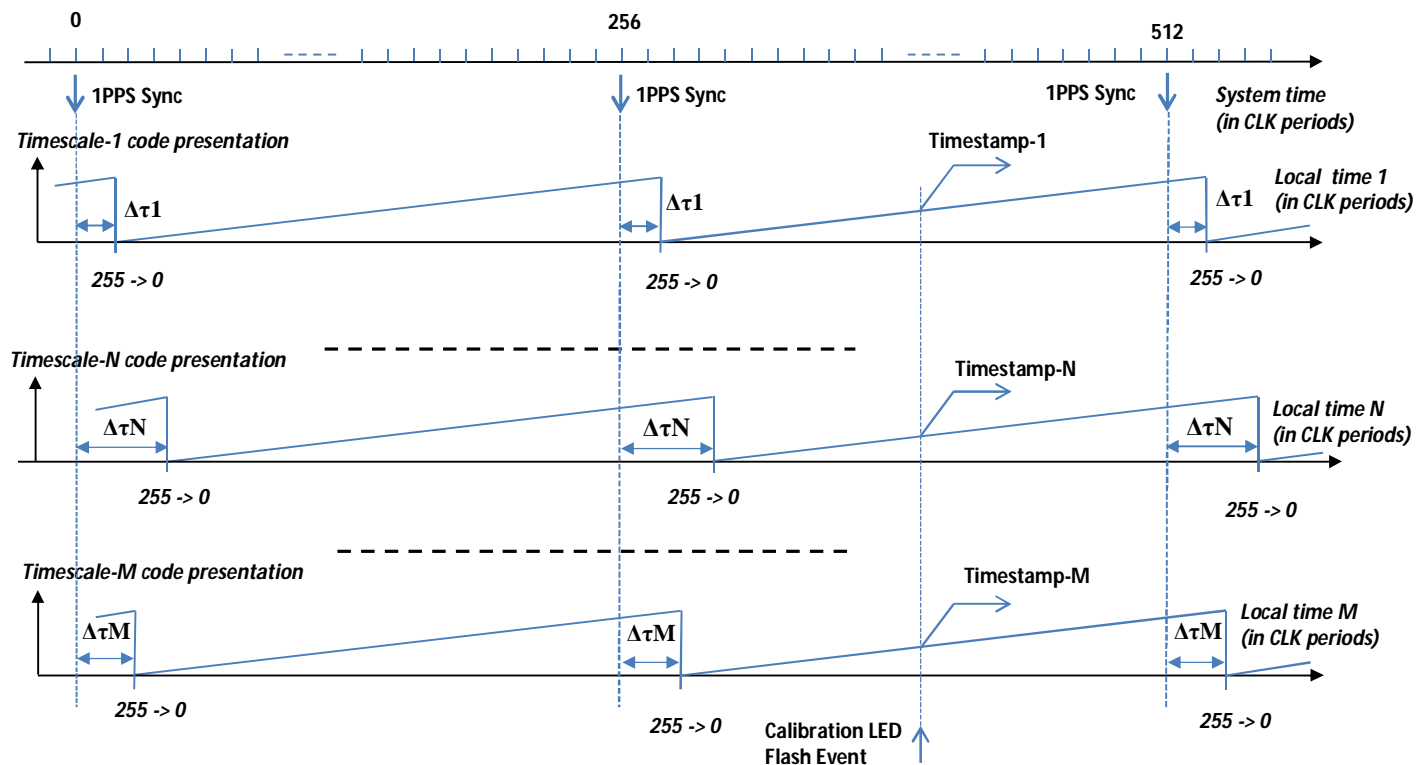 0
256
512
1PPS Sync
1PPS Sync
1PPS Sync
System time
(in CLK periods)
Timescale-1 code presentation
Timestamp-1
Δτ1
Δτ1
Δτ1
Local time 1
(in CLK periods)
255 -> 0
255 -> 0
255 -> 0
Timescale-N code presentation
Timestamp-N
ΔτN
ΔτN
ΔτN
Local time N
(in CLK periods)
255 -> 0
255 -> 0
255 -> 0
Timescale-M code presentation
Timestamp-M
ΔτM
ΔτM
ΔτM
Local time M
(in CLK periods)
255 -> 0
255 -> 0
255 -> 0
Calibration LED
Flash Event